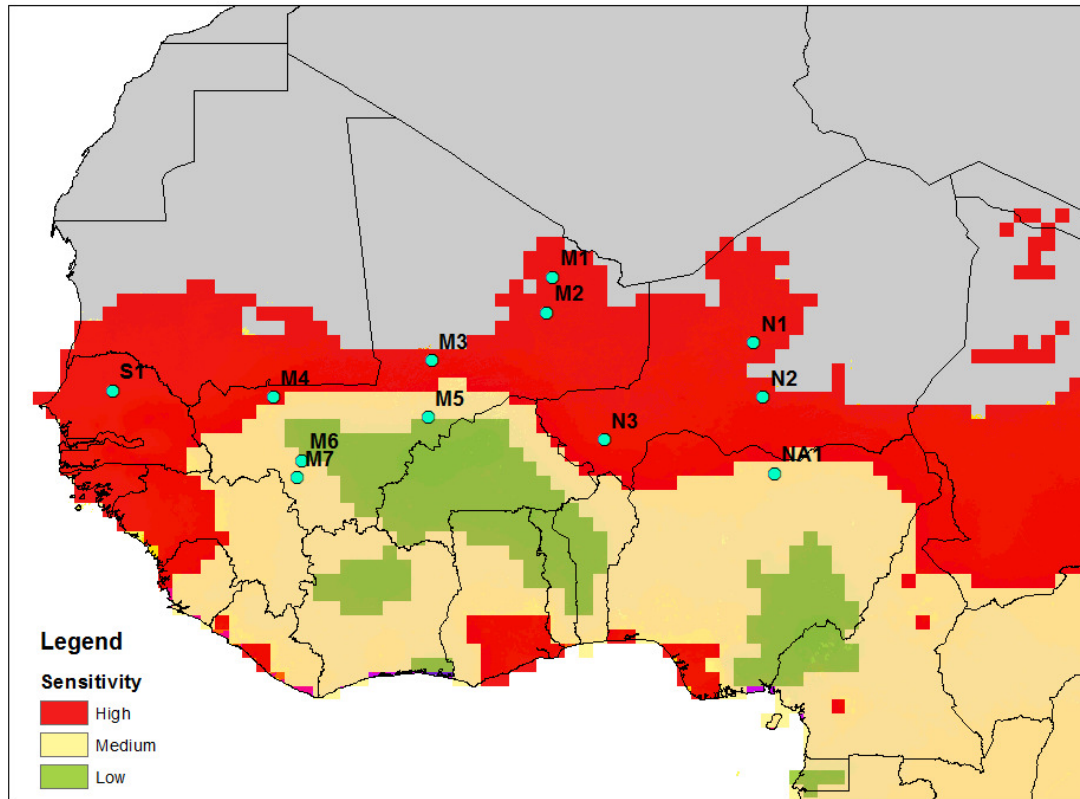 M1
M2
N1
M3
S1
M4
N2
M5
N3
M6
M7
NA1
Legend
Sensitivity
High
Medium
Low